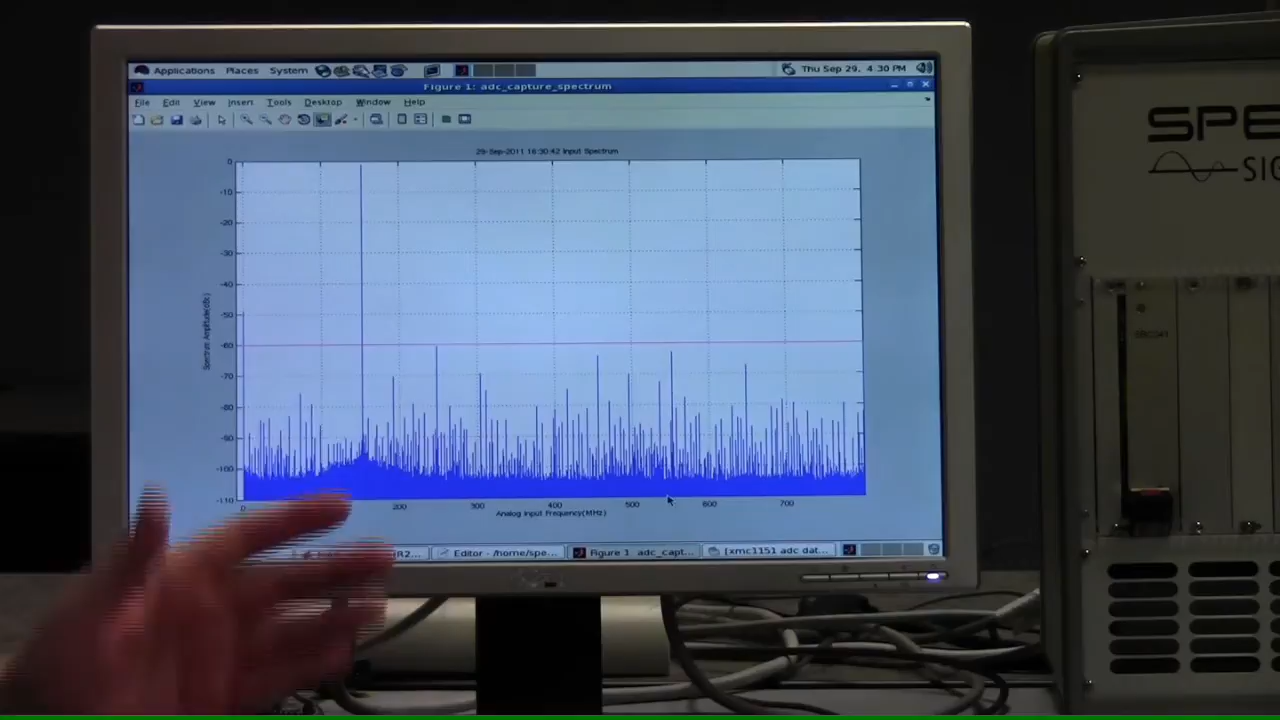 Applications Places System
Thu Sep 29, 4:30 PM
Figure 1: adc_capture_spectrum
File Edit View Insert Tools Desktop Window Help
29-Sep-2011 16:30:42 Input Spectrum
0
-10
-20
-30
-40
-50
-60
-70
-80
-90
-100
-110
Spectrum Amplitude(dBc)
0 200 300 400 500 600 700
Analog Input Frequency(MHz)
Editor - /home/spe...
Figure 1 adc_capt...
[xmc1151 adc dat...
SPE
SIG